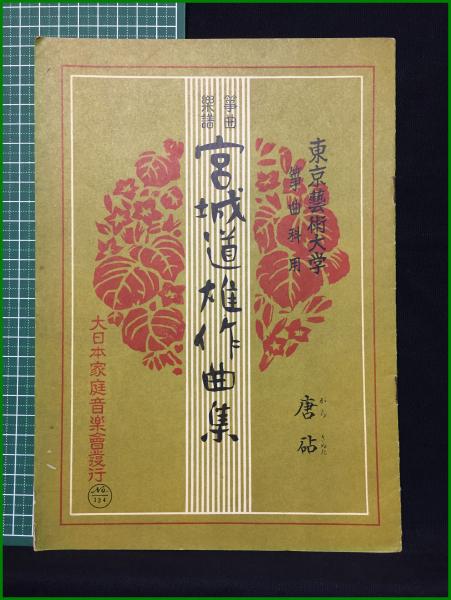 東京藝術大学
箏曲科用
箏曲
樂譜
宮城道雄作曲集
唐砧
から きぬた
大日本家庭音楽會發行
No.
134